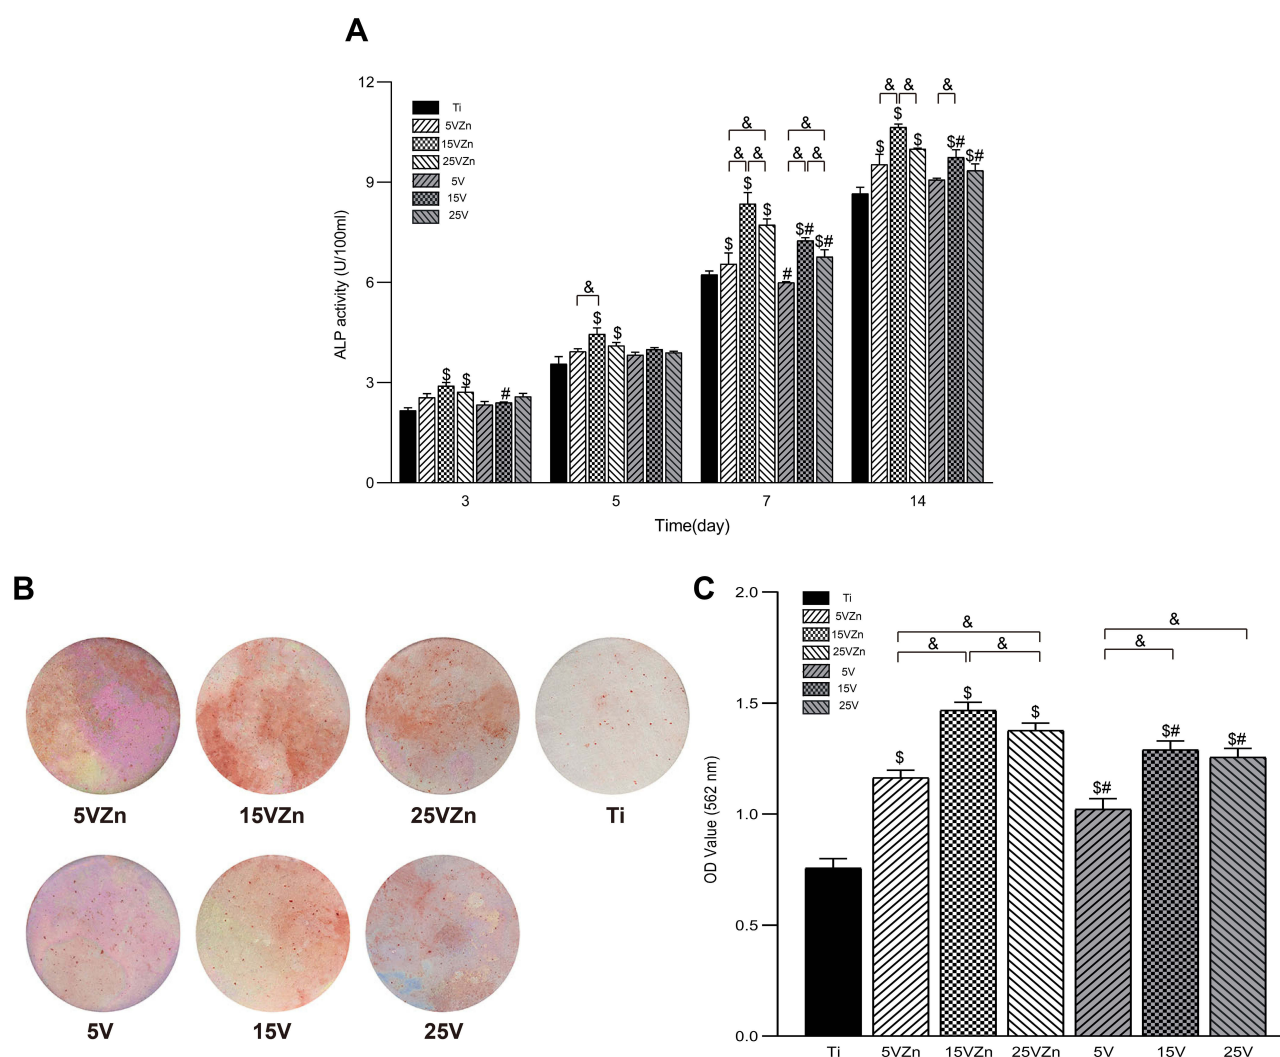 A
12
9
6
3
0
ALP activity (U/100ml)
Ti
5VZn
15VZn
25VZn
5V
15V
25V
$ $ #
&
$ $
& &
& & & &
$ $ $ # $# $#
& & &
$ $ $ $# $#
3 5 7 14
Time(day)
B
5VZn 15VZn 25VZn Ti
5V 15V 25V
C
2.0
1.5
1.0
0.5
0.0
OD Value (562 nm)
Ti
5VZn
15VZn
25VZn
5V
15V
25V
& &
& & &
$ $ $ $# $# $#
Ti 5VZn 15VZn 25VZn 5V 15V 25V